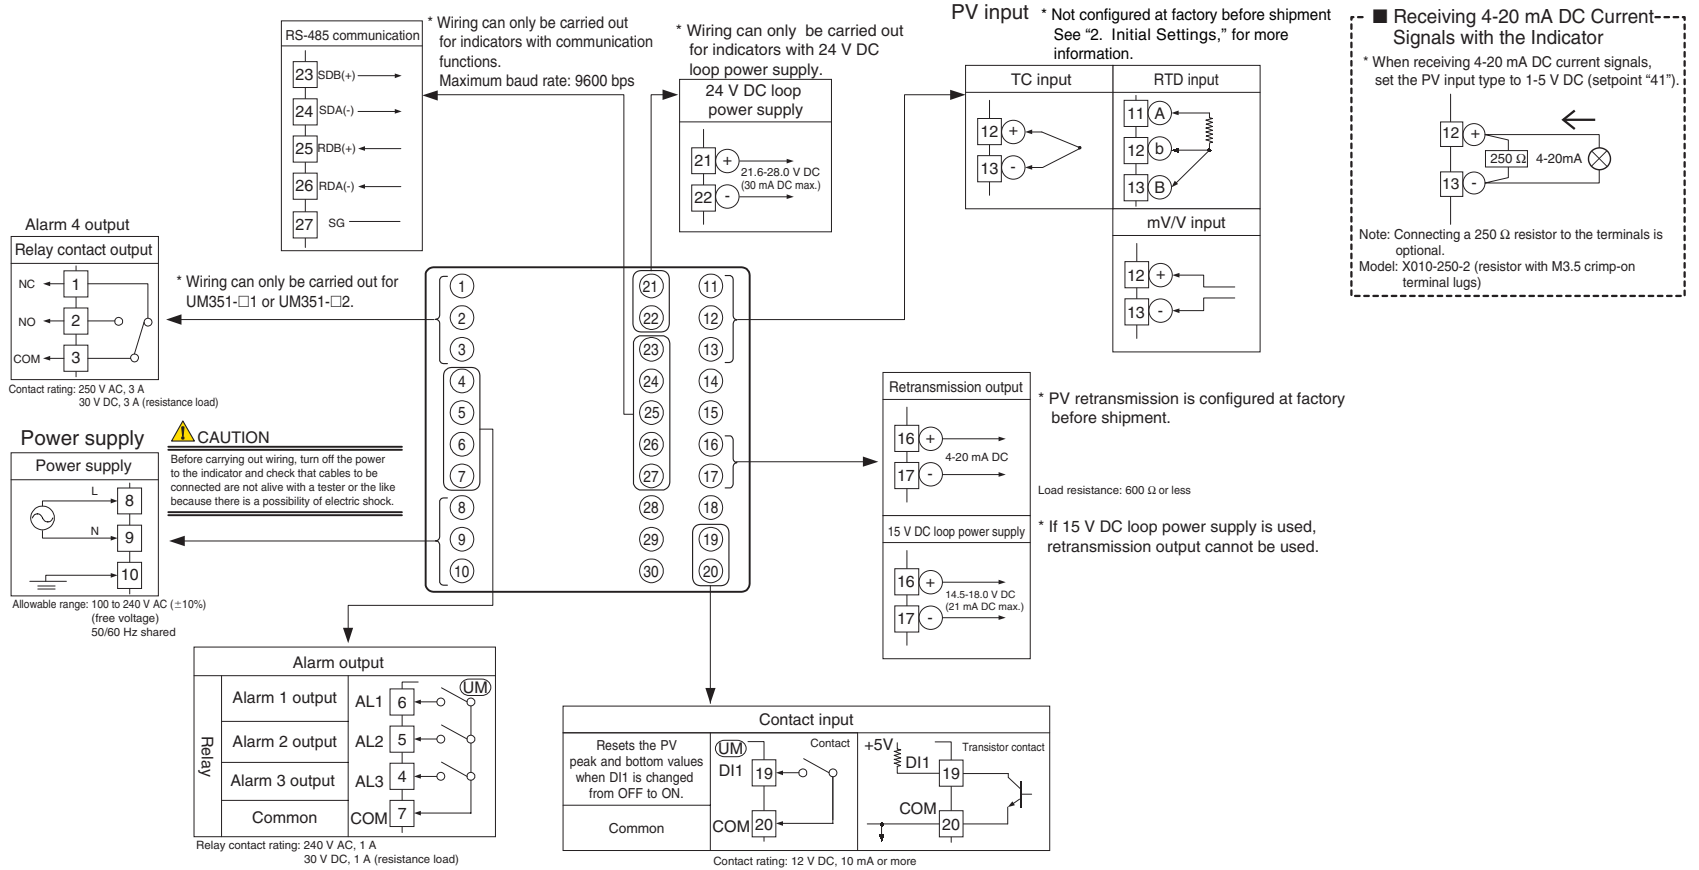 RS-485 communication
23 SDB(+)
24 SDA(-)
25 RDB(+)
26 RDA(-)
27 SG
* Wiring can only be carried out
for indicators with communication
functions.
Maximum baud rate: 9600 bps
* Wiring can only be carried out
for indicators with 24 V DC
loop power supply.
24 V DC loop
power supply
21 +
21.6-28.0 V DC
(30 mA DC max.)
22 -
PV input
* Not configured at factory before shipment
See “2. Initial Settings,” for more
information.
TC input
12 +
13 -
RTD input
11 A
12 b
13 B
mV/V input
12 +
13 -
■ Receiving 4-20 mA DC Current
Signals with the Indicator
* When receiving 4-20 mA DC current signals,
set the PV input type to 1-5 V DC (setpoint “41”).
12 +
250 Ω 4-20mA
13 -
Note: Connecting a 250 Ω resistor to the terminals is
optional.
Model: X010-250-2 (resistor with M3.5 crimp-on
terminal lugs)
Alarm 4 output
Relay contact output
NC 1
NO 2
COM 3
Contact rating: 250 V AC, 3 A
30 V DC, 3 A (resistance load)
* Wiring can only be carried out for
UM351-□1 or UM351-□2.
1 21 11
2 22 12
3 23 13
4 24 14
5 25 15
6 26 16
7 27 17
8 28 18
9 29 19
10 30 20
Power supply
Power supply
L 8
N 9
10
Allowable range: 100 to 240 V AC (±10%)
(free voltage)
50/60 Hz shared
CAUTION
Before carrying out wiring, turn off the power
to the indicator and check that cables to be
connected are not alive with a tester or the like
because there is a possibility of electric shock.
Retransmission output
16 +
4-20 mA DC
17 -
* PV retransmission is configured at factory
before shipment.
Load resistance: 600 Ω or less
15 V DC loop power supply
16 +
14.5-18.0 V DC
(21 mA DC max.)
17 -
* If 15 V DC loop power supply is used,
retransmission output cannot be used.
Alarm output
Relay
UM
Alarm 1 output AL1 6
Alarm 2 output AL2 5
Alarm 3 output AL3 4
Common COM 7
Relay contact rating: 240 V AC, 1 A
30 V DC, 1 A (resistance load)
Contact input
Resets the PV
peak and bottom values
when DI1 is changed
from OFF to ON.
Common
UM Contact
DI1 19
COM 20
+5V Transistor contact
DI1 19
COM 20
Contact rating: 12 V DC, 10 mA or more